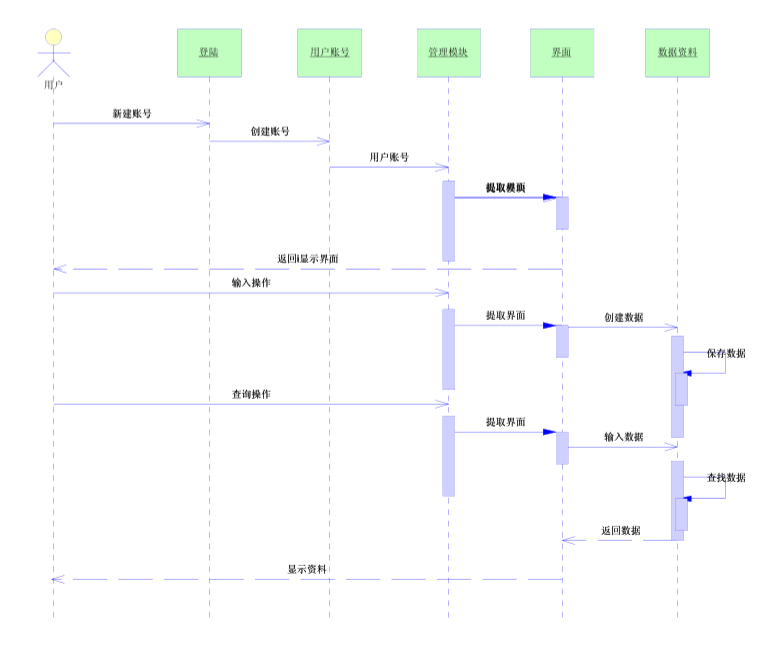 登陆
用户账号
管理模块
界面
数据资料
用户
新建账号
创建账号
用户账号
返回显示界面
输入操作
提取界面
创建数据
保存数据
查询操作
提取界面
输入数据
查找数据
返回数据
显示资料